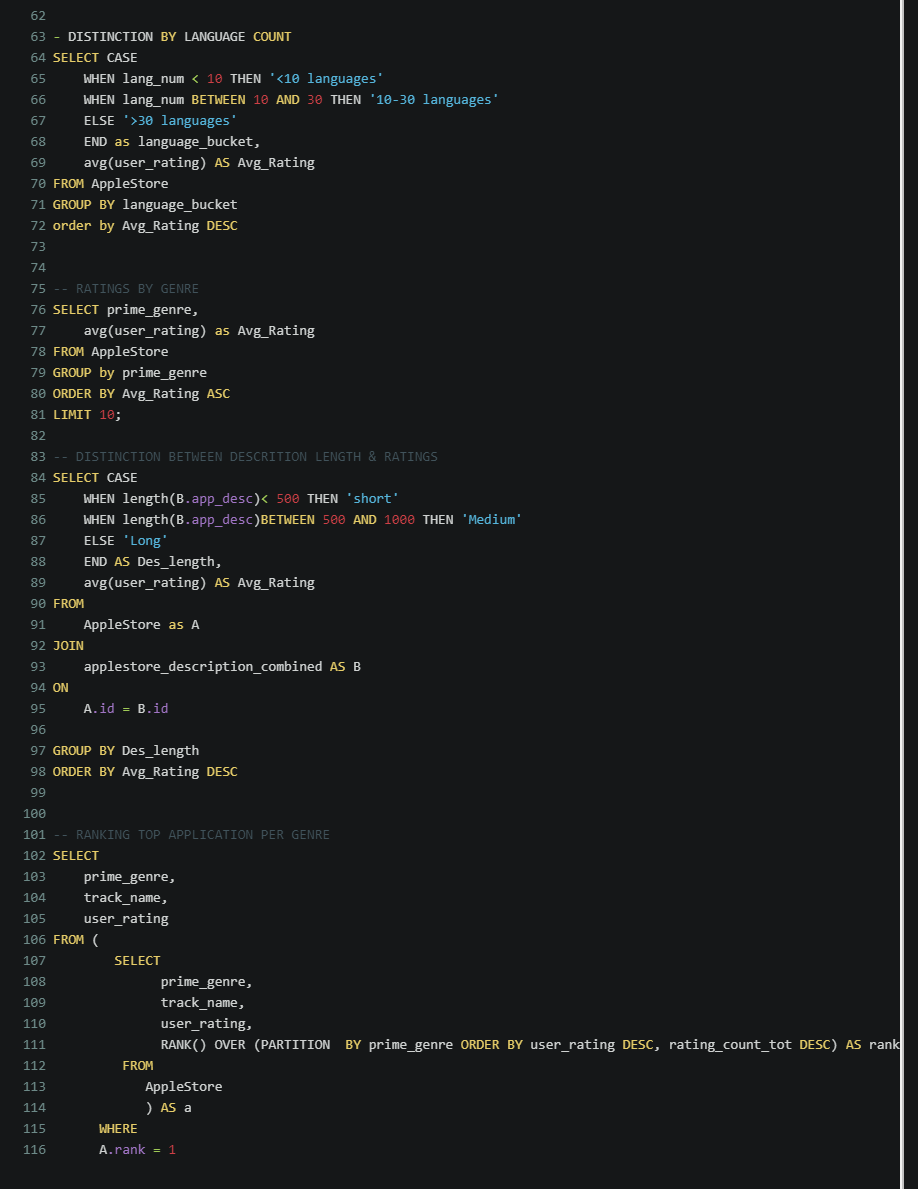 62
63 - DISTINCTION BY LANGUAGE COUNT
64 SELECT CASE
65     WHEN lang_num < 10 THEN '<10 languages'
66     WHEN lang_num BETWEEN 10 AND 30 THEN '10-30 languages'
67     ELSE '>30 languages'
68     END as language_bucket,
69     avg(user_rating) AS Avg_Rating
70 FROM AppleStore
71 GROUP BY language_bucket
72 order by Avg_Rating DESC
73
74
75 -- RATINGS BY GENRE
76 SELECT prime_genre,
77     avg(user_rating) as Avg_Rating
78 FROM AppleStore
79 GROUP by prime_genre
80 ORDER BY Avg_Rating ASC
81 LIMIT 10;
82
83 -- DISTINCTION BETWEEN DESCRITION LENGTH & RATINGS
84 SELECT CASE
85     WHEN length(B.app_desc)< 500 THEN 'short'
86     WHEN length(B.app_desc)BETWEEN 500 AND 1000 THEN 'Medium'
87     ELSE 'Long'
88     END AS Des_length,
89     avg(user_rating) AS Avg_Rating
90 FROM
91     AppleStore as A
92 JOIN
93     applestore_description_combined AS B
94 ON
95     A.id = B.id
96
97 GROUP BY Des_length
98 ORDER BY Avg_Rating DESC
99
100
101 -- RANKING TOP APPLICATION PER GENRE
102 SELECT
103     prime_genre,
104     track_name,
105     user_rating
106 FROM (
107         SELECT
108               prime_genre,
109               track_name,
110               user_rating,
111               RANK() OVER (PARTITION  BY prime_genre ORDER BY user_rating DESC, rating_count_tot DESC) AS rank
112          FROM
113             AppleStore
114             ) AS a
115       WHERE
116       A.rank = 1